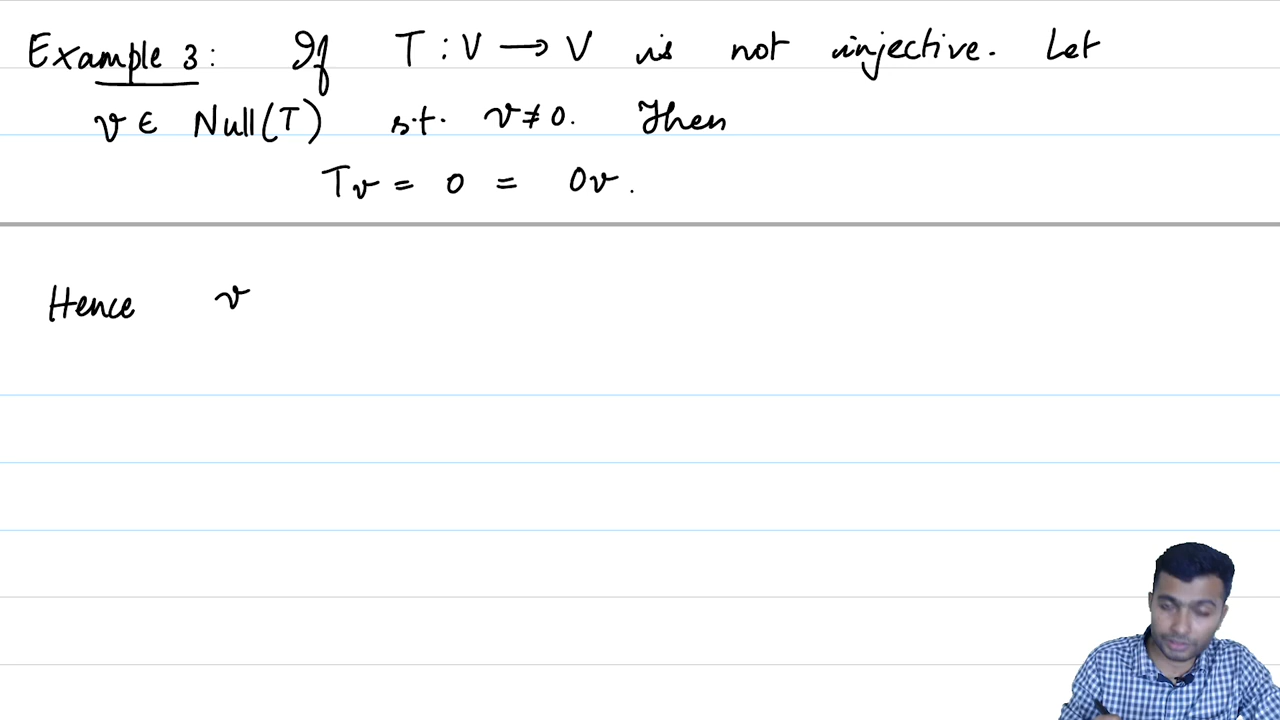 Example 3: If T : V → V is not injective. Let
v ∈ Null(T) s.t. v ≠ 0. Then
Tv = 0 = 0v.
Hence v